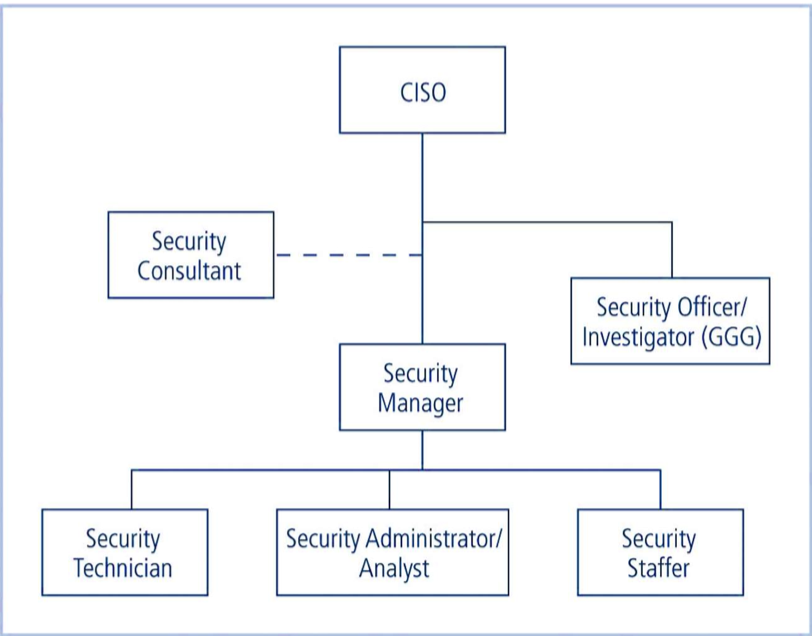 CISO
Security
Consultant
Security Officer/
Investigator (GGG)
Security
Manager
Security
Technician
Security Administrator/
Analyst
Security
Staffer